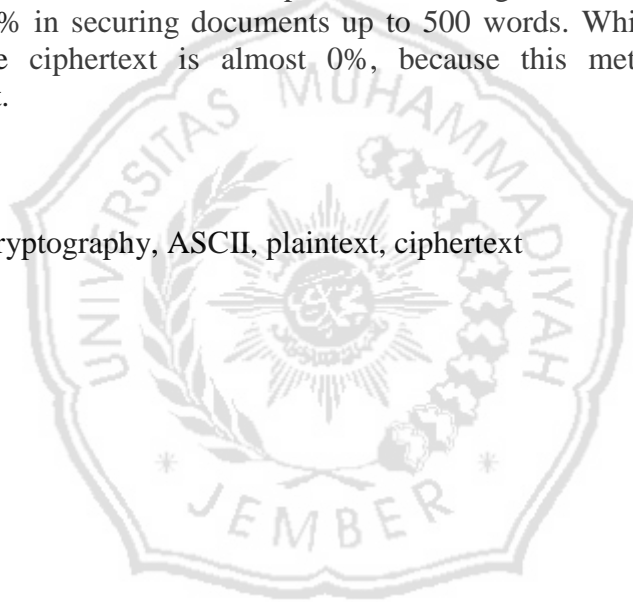 % in securing documents up to 500 words. Whi
e ciphertext is almost 0%, because this met
t.
ryptography, ASCII, plaintext, ciphertext
UNIVERSITAS MUHAMMADIYAH
JEMBER